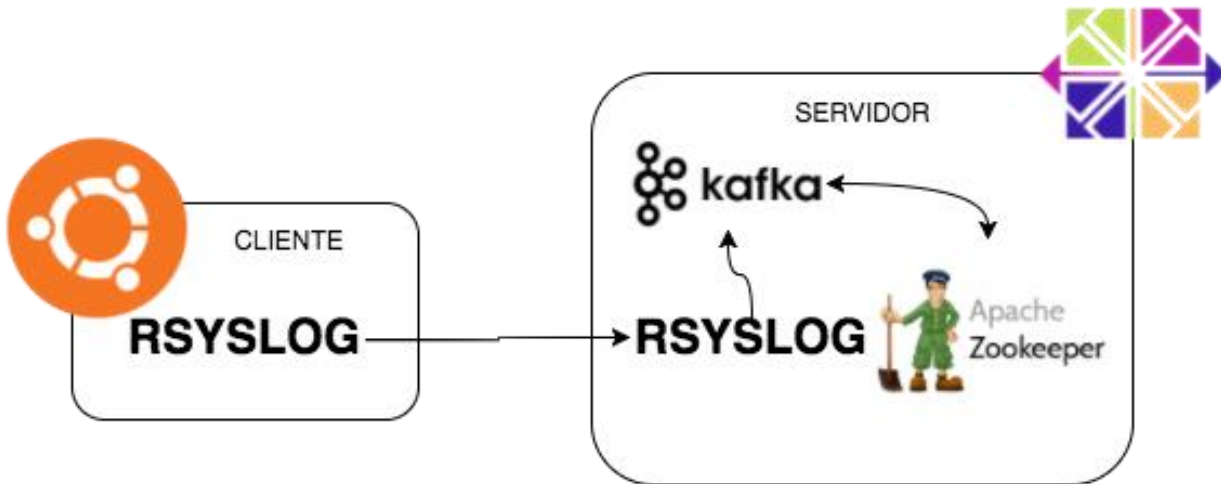 SERVIDOR
kafka
CLIENTE
RSYSLOG
RSYSLOG
Apache
Zookeeper